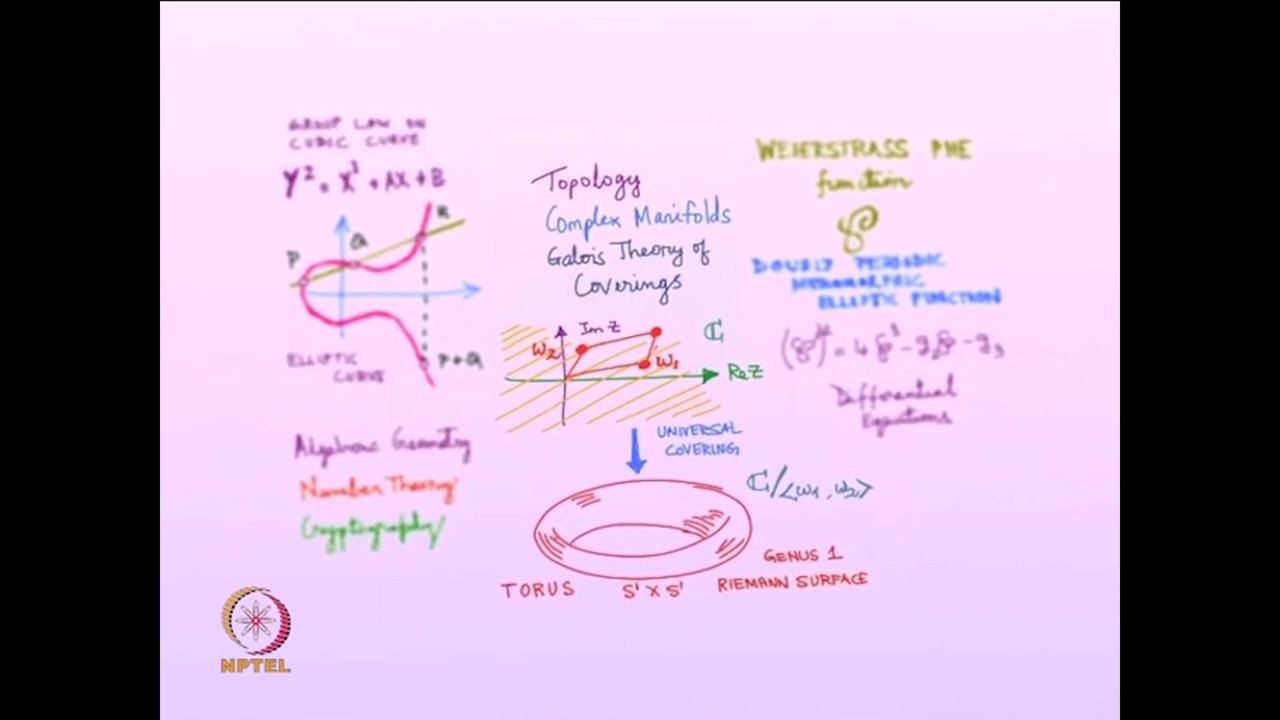 GROUP LAW ON
CUBIC CURVE
Y² = X³ + AX + B
R
Q
P
P+Q
ELLIPTIC
CURVE
Algebraic Geometry
Number Theory
Cryptography
Topology
Complex Manifolds
Galois Theory of
Coverings
Im Z
ℂ
ω₂
ω₁
Re Z
UNIVERSAL
COVERING
ℂ/⟨ω₁, ω₂⟩
GENUS 1
TORUS S¹ X S¹ RIEMANN SURFACE
WEIERSTRASS PHE
function
℘
DOUBLY PERIODIC
MEROMORPHIC
ELLIPTIC FUNCTION
(℘′)² = 4℘³ - g₂℘ - g₃
Differential
Equations
NPTEL